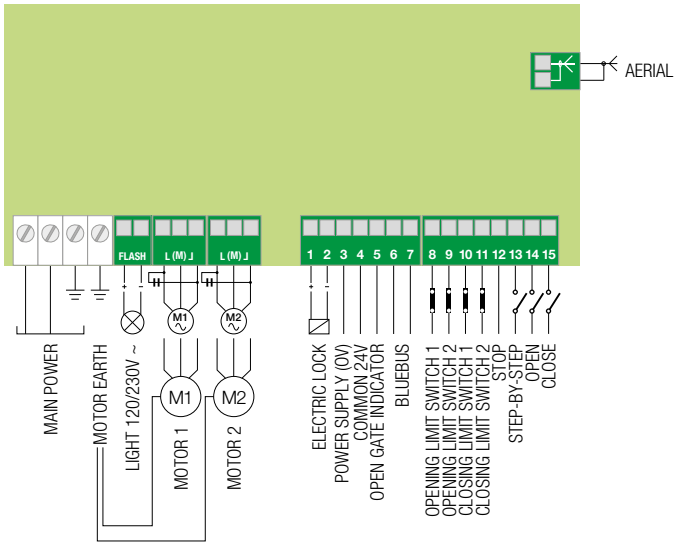 AERIAL
FLASH
L (M) ┘
L (M) ┘
1 2 3 4 5 6 7
8 9 10 11 12 13 14 15
+ -
+ -
M1
M2
M1
M2
MAIN POWER
MOTOR EARTH
LIGHT 120/230V ~
MOTOR 1
MOTOR 2
ELECTRIC LOCK
POWER SUPPLY (0V)
COMMON 24V
OPEN GATE INDICATOR
BLUEBUS
OPENING LIMIT SWITCH 1
OPENING LIMIT SWITCH 2
CLOSING LIMIT SWITCH 1
CLOSING LIMIT SWITCH 2
STOP
STEP-BY-STEP
OPEN
CLOSE